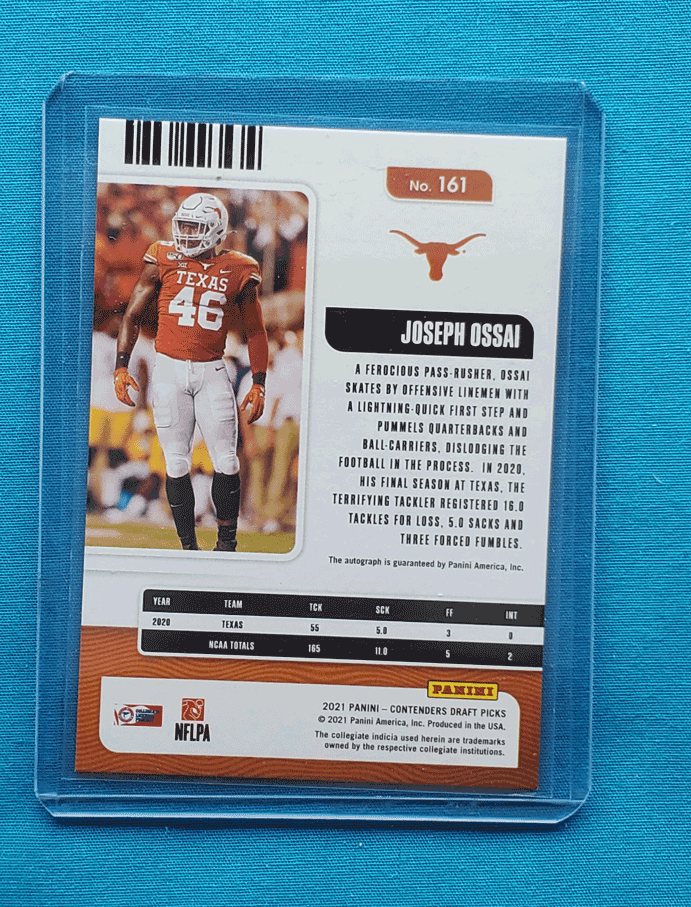 No. 161
TEXAS
46
JOSEPH OSSAI
A FEROCIOUS PASS-RUSHER, OSSAI
SKATES BY OFFENSIVE LINEMEN WITH
A LIGHTNING-QUICK FIRST STEP AND
PUMMELS QUARTERBACKS AND
BALL-CARRIERS, DISLODGING THE
FOOTBALL IN THE PROCESS. IN 2020,
HIS FINAL SEASON AT TEXAS, THE
TERRIFYING TACKLER REGISTERED 16.0
TACKLES FOR LOSS, 5.0 SACKS AND
THREE FORCED FUMBLES.
The autograph is guaranteed by Panini America, Inc.
YEAR TEAM TCK SCK FF INT
2020 TEXAS 55 5.0 3 0
NCAA TOTALS 165 11.0 5 2
PANINI
2021 PANINI – CONTENDERS DRAFT PICKS
© 2021 Panini America, Inc. Produced in the USA.
The collegiate indicia used herein are trademarks
owned by the respective collegiate institutions.
NFLPA